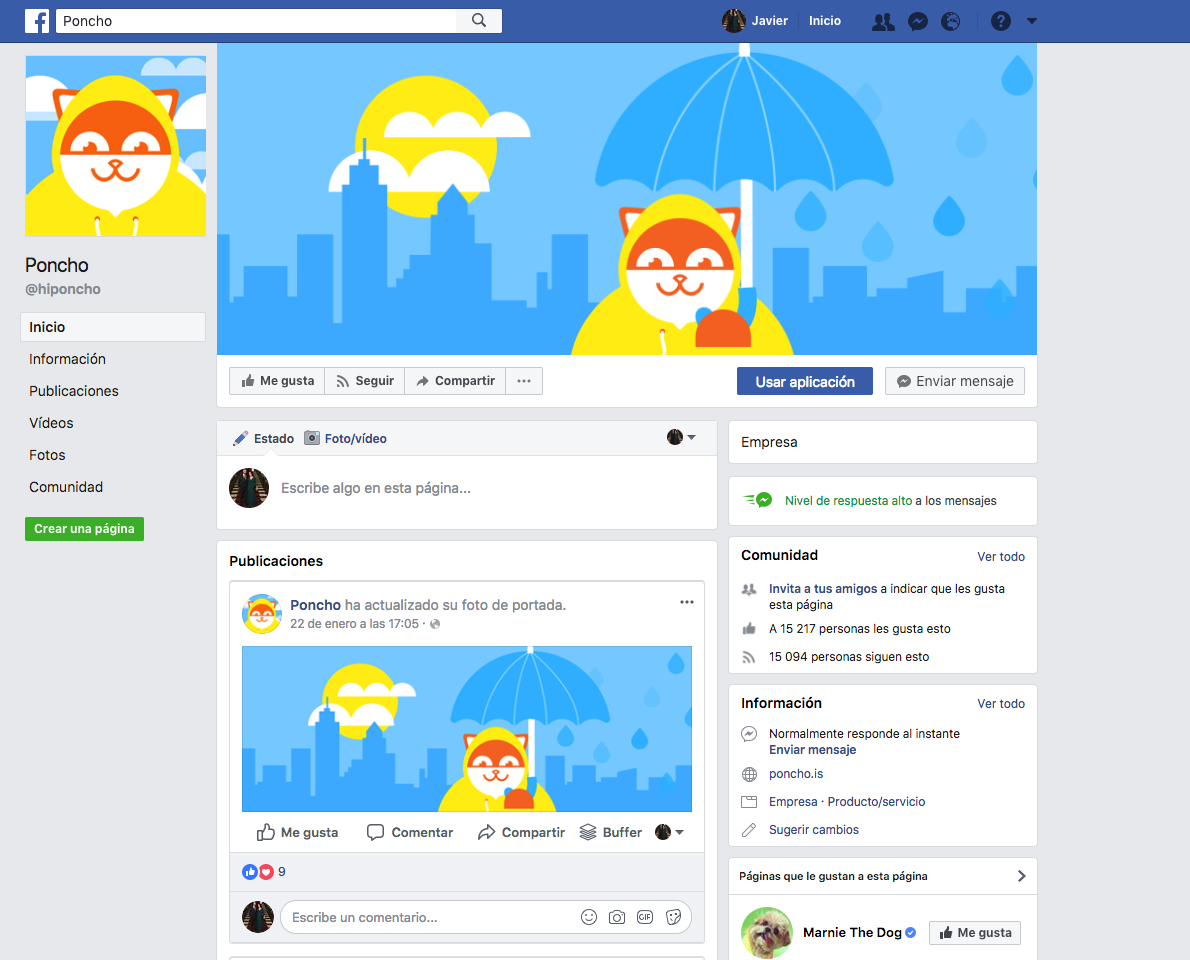 Poncho
Javier
Inicio
Poncho
@hiponcho
Inicio
Información
Publicaciones
Vídeos
Fotos
Comunidad
Crear una página
Me gusta
Seguir
Compartir
Usar aplicación
Enviar mensaje
Estado
Foto/vídeo
Escribe algo en esta página...
Publicaciones
Poncho ha actualizado su foto de portada.
22 de enero a las 17:05 ·
Me gusta
Comentar
Compartir
Buffer
9
Escribe un comentario...
GIF
Empresa
Nivel de respuesta alto a los mensajes
Comunidad
Ver todo
Invita a tus amigos a indicar que les gusta
esta página
A 15 217 personas les gusta esto
15 094 personas siguen esto
Información
Ver todo
Normalmente responde al instante
Enviar mensaje
poncho.is
Empresa · Producto/servicio
Sugerir cambios
Páginas que le gustan a esta página
Marnie The Dog
Me gusta